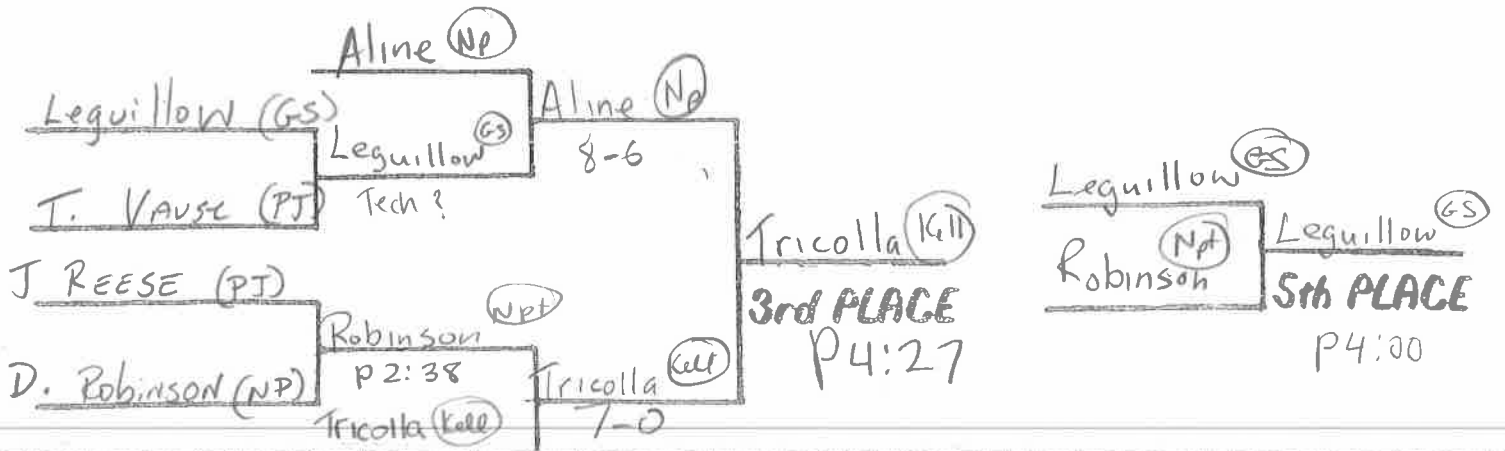 Aline Np
Leguillow (GS)
Leguillow GS
Tech ?
T. Vause (PJ)
Aline Np
8-6
J REESE (PJ)
Robinson Npt
P 2:38
D. Robinson (NP)
Tricolla Kell
Tricolla Kell
7-0
Tricolla Kell
3rd PLACE
P4:27
Leguillow GS
Robinson Npt
Leguillow GS
5th PLACE
P4:00